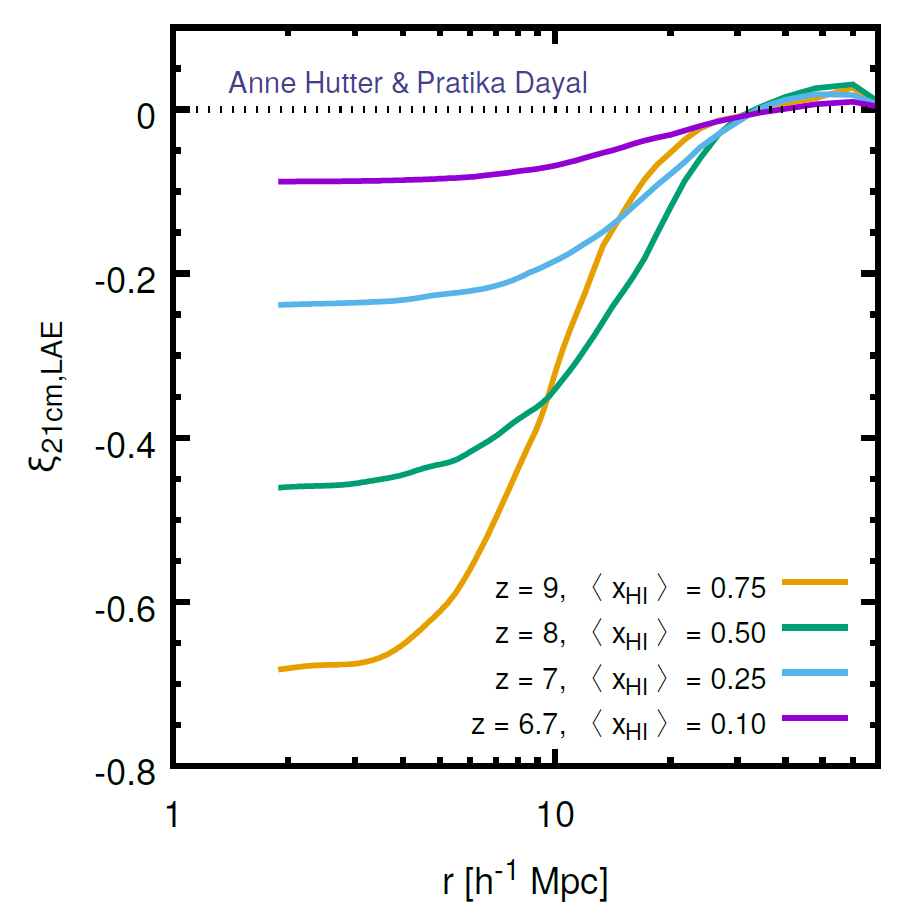 Anne Hutter & Pratika Dayal
0
-0.2
-0.4
-0.6
-0.8
ξ21cm,LAE
z = 9, 〈 xHI 〉 = 0.75
z = 8, 〈 xHI 〉 = 0.50
z = 7, 〈 xHI 〉 = 0.25
z = 6.7, 〈 xHI 〉 = 0.10
1 10
r [h-1 Mpc]